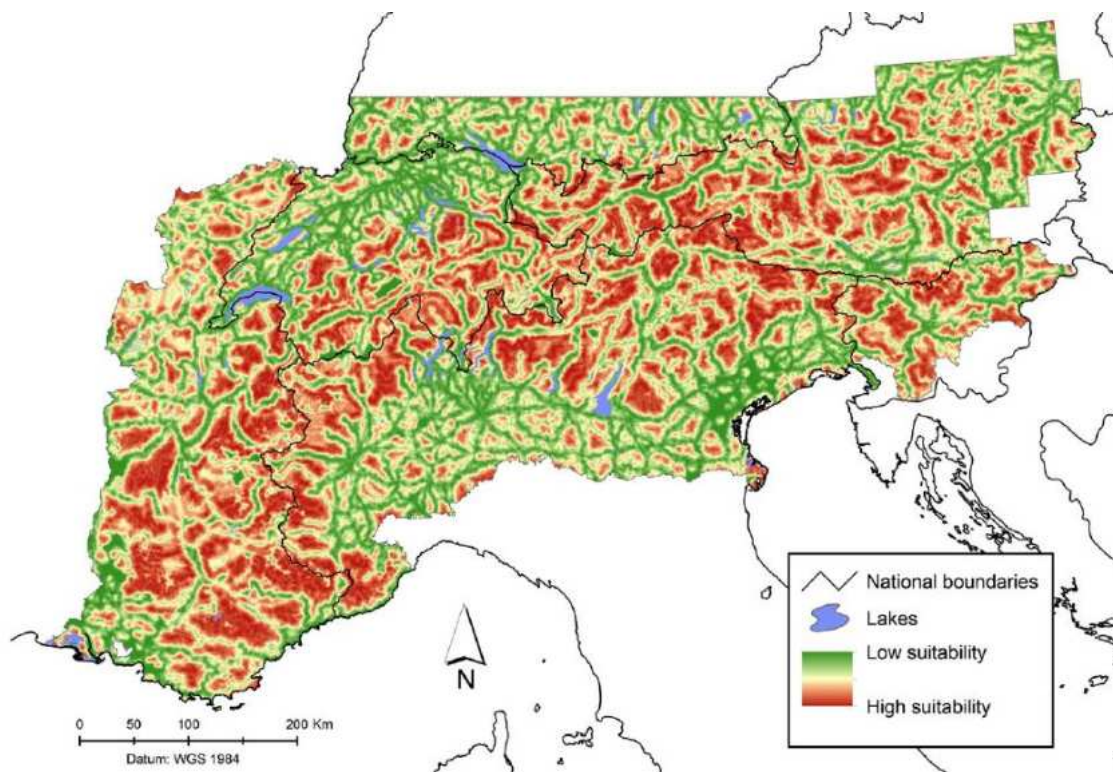 National boundaries
Lakes
Low suitability
High suitability
N
0 50 100 200 Km
Datum: WGS 1984